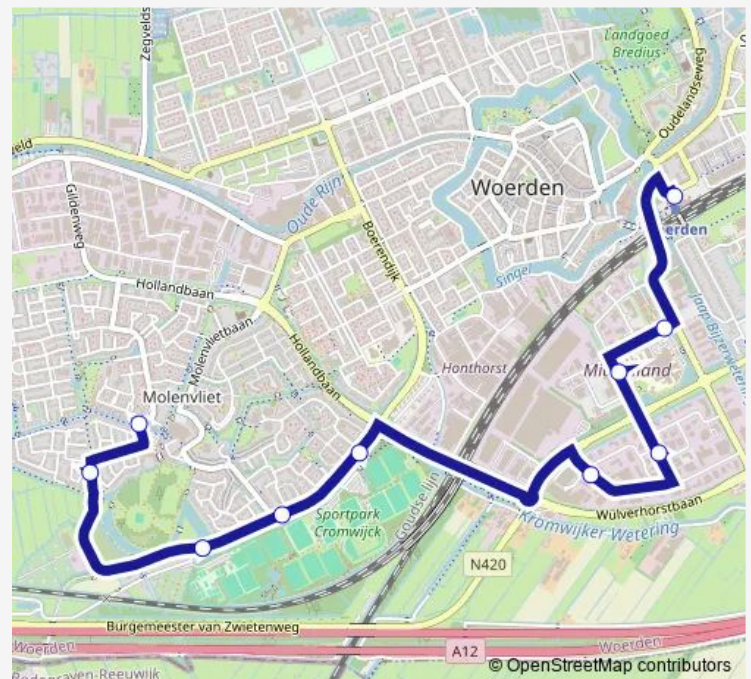 Landgoed
Bredius
Zegvelds
Oudelandseweg
Woerden
Oude Rijn
Gildenweg
Boerendijk
Singel
Hollandbaan
Molenvlietbaan
Hollandbaan
Honthorst
Molenvliet
Sportpark
Cromwijck
Goudse lijn
Wulverhorstbaan
Kromwijker Wetering
N420
Burgemeester van Zwietenweg
Woerden
A12
Woerden
© OpenStreetMap contributors